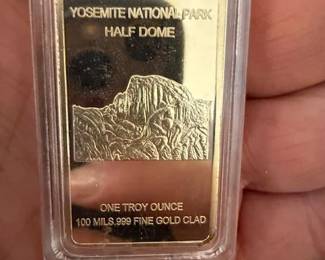 YOSEMITE NATIONAL PARK
HALF DOME
ONE TROY OUNCE
100 MILS .999 FINE GOLD CLAD